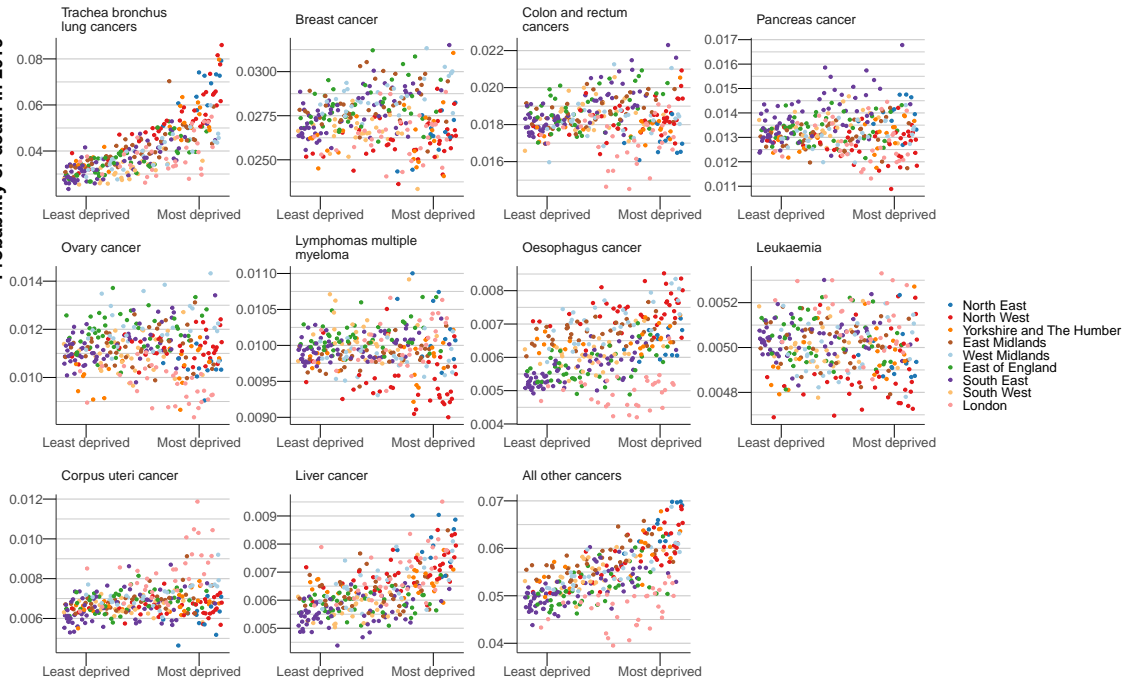 Trachea bronchus
lung cancers
Breast cancer
Colon and rectum
cancers
Pancreas cancer
0.08
0.06
0.04
0.0300
0.0275
0.0250
0.022
0.020
0.018
0.016
0.017
0.016
0.015
0.014
0.013
0.012
0.011
Least deprived Most deprived
Least deprived Most deprived
Least deprived Most deprived
Least deprived Most deprived
Ovary cancer
Lymphomas multiple
myeloma
Oesophagus cancer
Leukaemia
0.014
0.012
0.010
0.0110
0.0105
0.0100
0.0095
0.0090
0.008
0.007
0.006
0.005
0.004
0.0052
0.0050
0.0048
Least deprived Most deprived
Least deprived Most deprived
Least deprived Most deprived
Least deprived Most deprived
North East
North West
Yorkshire and The Humber
East Midlands
West Midlands
East of England
South East
South West
London
Corpus uteri cancer
Liver cancer
All other cancers
0.012
0.010
0.008
0.006
0.009
0.008
0.007
0.006
0.005
0.07
0.06
0.05
0.04
Least deprived Most deprived
Least deprived Most deprived
Least deprived Most deprived